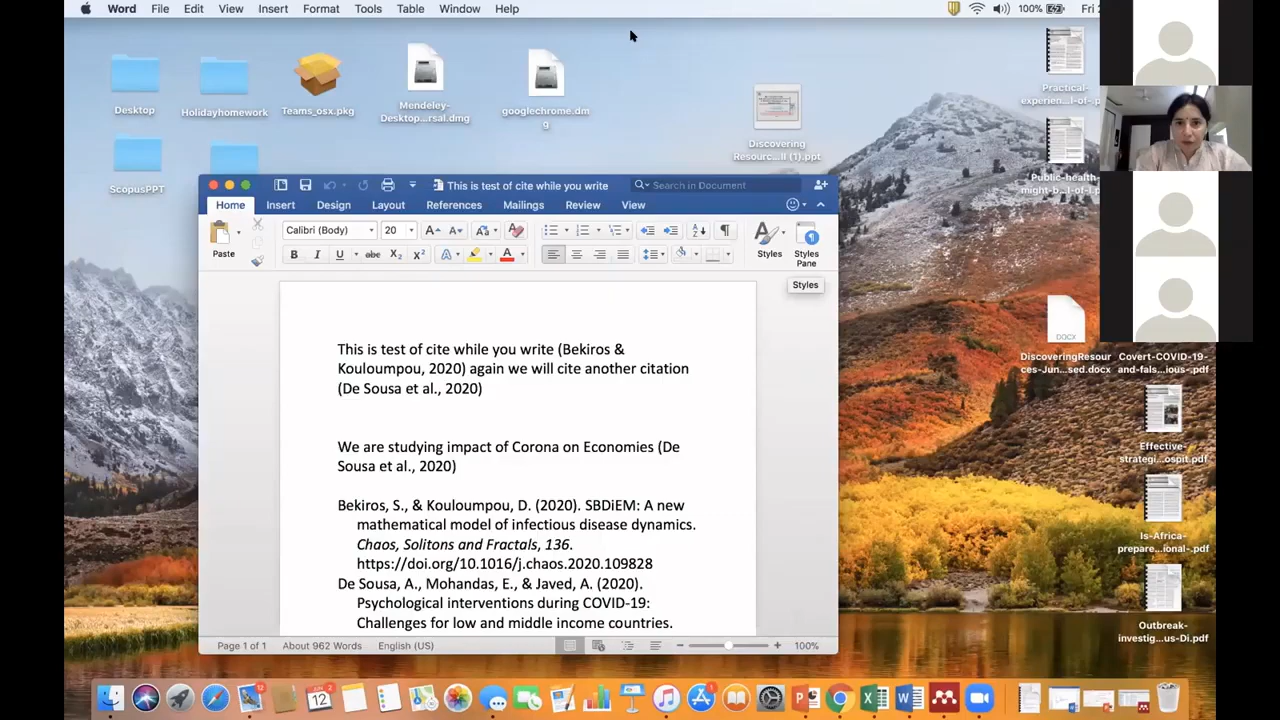 Word File Edit View Insert Format Tools Table Window Help 100% Fri
Desktop
Holidayhomework
Teams_osx.pkg
Mendeley-
Desktop...rsal.dmg
googlechrome.dm
g
Discovering
Resourc...II (1).ppt
Practical-
ScopusPPT
This is test of cite while you write
Search in Document
Home Insert Design Layout References Mailings Review View
Paste
Calibri (Body) 20
Styles
Styles
Pane
Styles
This is test of cite while you write (Bekiros &
Kouloumpou, 2020) again we will cite another citation
(De Sousa et al., 2020)
We are studying impact of Corona on Economies (De
Sousa et al., 2020)
Bekiros, S., & Kouloumpou, D. (2020). SBDiEM: A new
mathematical model of infectious disease dynamics.
Chaos, Solitons and Fractals, 136.
https://doi.org/10.1016/j.chaos.2020.109828
De Sousa, A., Mohandas, E., & Javed, A. (2020).
Psychological interventions during COVID-19:
Challenges for low and middle income countries.
Page 1 of 1 About 962 Words English (US) 100%
DOCX
DiscoveringResour
ces-Jun...sed.docx
Covert-COVID-19-
and-fals...ious-.pdf
Effective-
strategi...ospit.pdf
Is-Africa-
prepare...ional-.pdf
Outbreak-
investig...us-Di.pdf